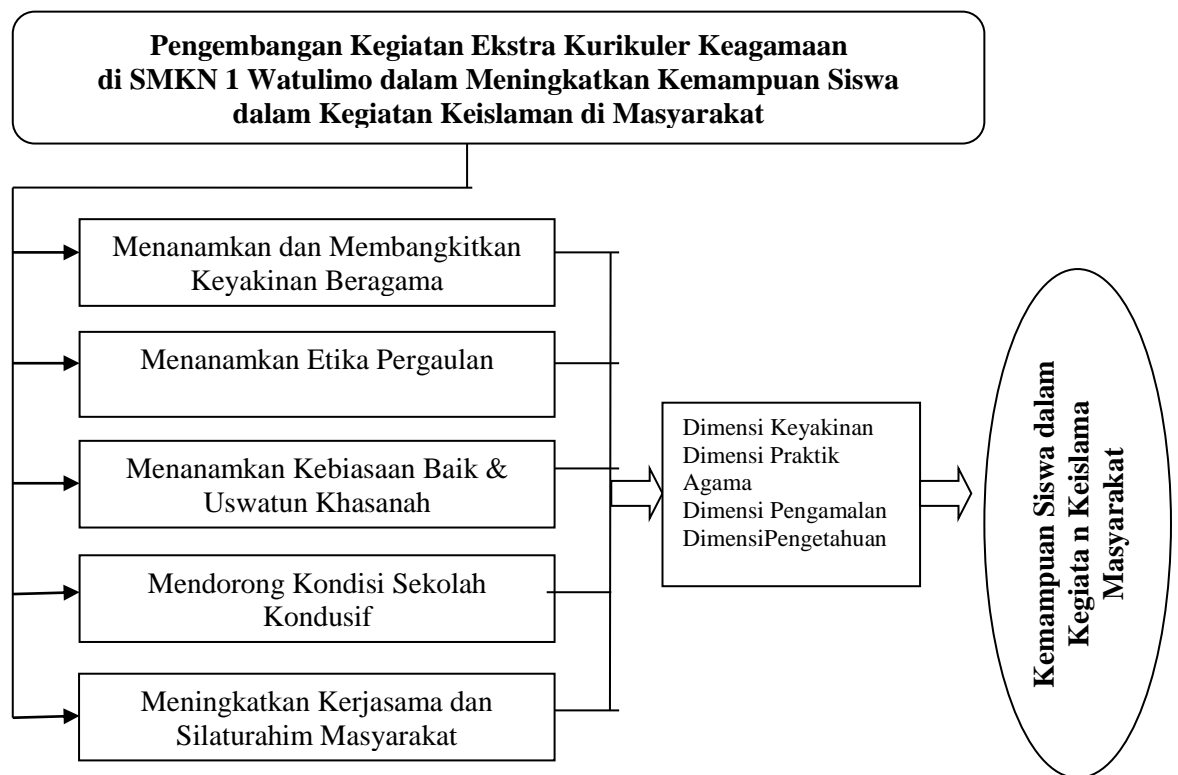 Pengembangan Kegiatan Ekstra Kurikuler Keagamaan
di SMKN 1 Watulimo dalam Meningkatkan Kemampuan Siswa
dalam Kegiatan Keislaman di Masyarakat
Menanamkan dan Membangkitkan
Keyakinan Beragama
Menanamkan Etika Pergaulan
Menanamkan Kebiasaan Baik &
Uswatun Khasanah
Mendorong Kondisi Sekolah
Kondusif
Meningkatkan Kerjasama dan
Silaturahim Masyarakat
Dimensi Keyakinan
Dimensi Praktik
Agama
Dimensi Pengamalan
DimensiPengetahuan
Kemampuan Siswa dalam
Kegiata n Keislama
Masyarakat